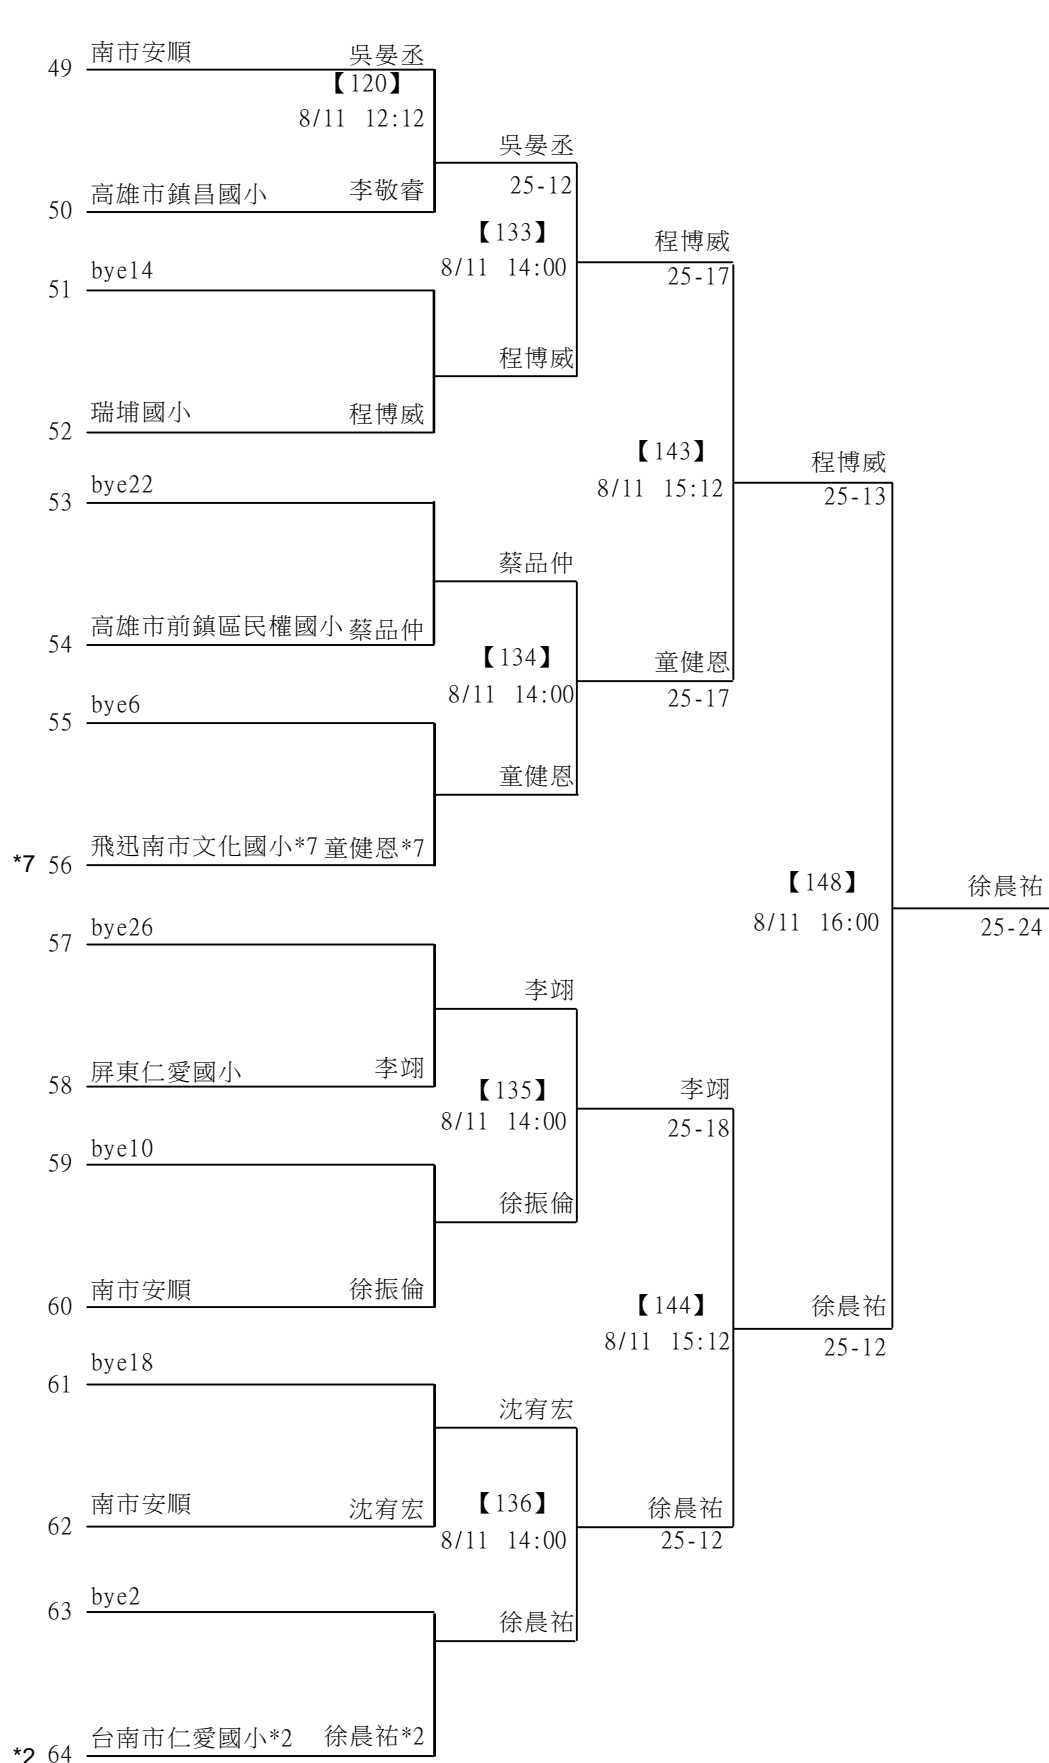 南市安順 吳晏丞
49
【120】
8/11 12:12
吳晏丞
25-12
高雄市鎮昌國小 李敬睿
50
【133】
8/11 14:00
程博威
25-17
bye14
51
程博威
瑞埔國小 程博威
52
【143】
8/11 15:12
程博威
25-13
bye22
53
蔡品仲
高雄市前鎮區民權國小 蔡品仲
54
【134】
8/11 14:00
童健恩
25-17
bye6
55
童健恩
飛迅南市文化國小*7 童健恩*7
*7 56
【148】
8/11 16:00
徐晨祐
25-24
bye26
57
李翊
屏東仁愛國小 李翊
58
【135】
8/11 14:00
李翊
25-18
bye10
59
徐振倫
南市安順 徐振倫
60
【144】
8/11 15:12
徐晨祐
25-12
bye18
61
沈宥宏
南市安順 沈宥宏
62
【136】
8/11 14:00
徐晨祐
25-12
bye2
63
徐晨祐
台南市仁愛國小*2 徐晨祐*2
*2 64